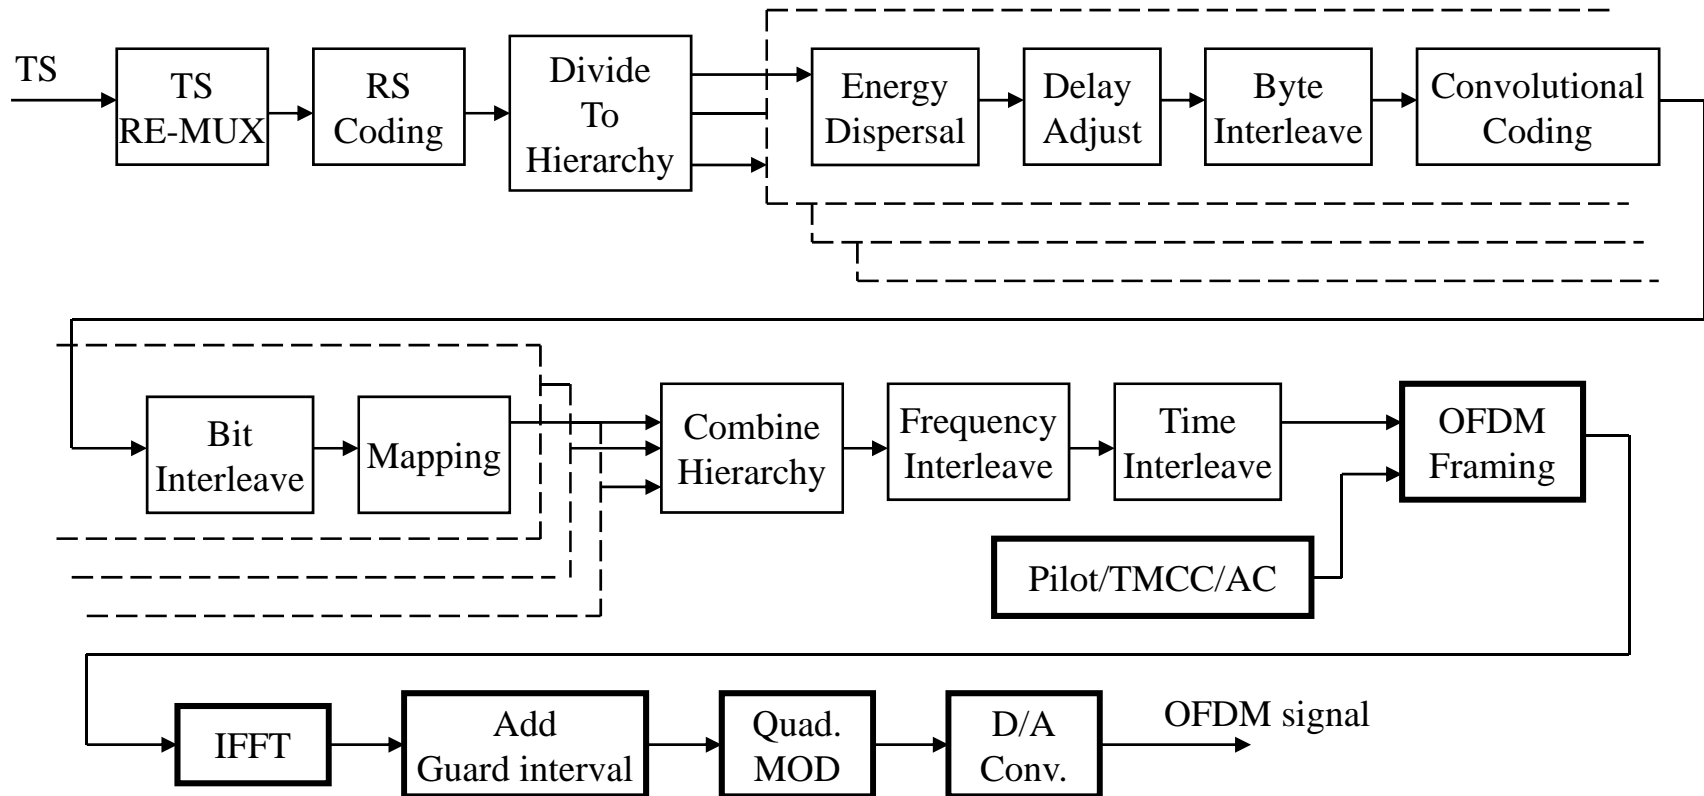 TS
TS
RE-MUX
RS
Coding
Divide
To
Hierarchy
Energy
Dispersal
Delay
Adjust
Byte
Interleave
Convolutional
Coding
Bit
Interleave
Mapping
Combine
Hierarchy
Frequency
Interleave
Time
Interleave
OFDM
Framing
Pilot/TMCC/AC
IFFT
Add
Guard interval
Quad.
MOD
D/A
Conv.
OFDM signal